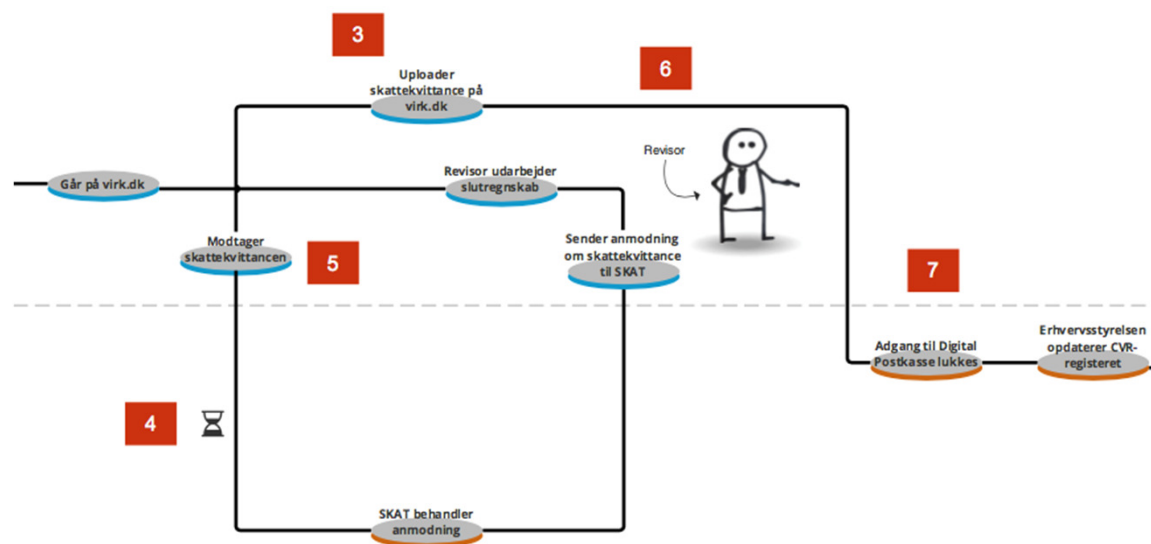 3
Uploader
skattekvittance på
virk.dk
6
Går på virk.dk
Revisor udarbejder
slutregnskab
Revisor
Modtager
skattekvittancen
5
Sender anmodning
om skattekvittance
til SKAT
7
Adgang til Digital
Postkasse lukkes
Erhvervsstyrelsen
opdaterer CVR-
registeret
4
SKAT behandler
anmodning